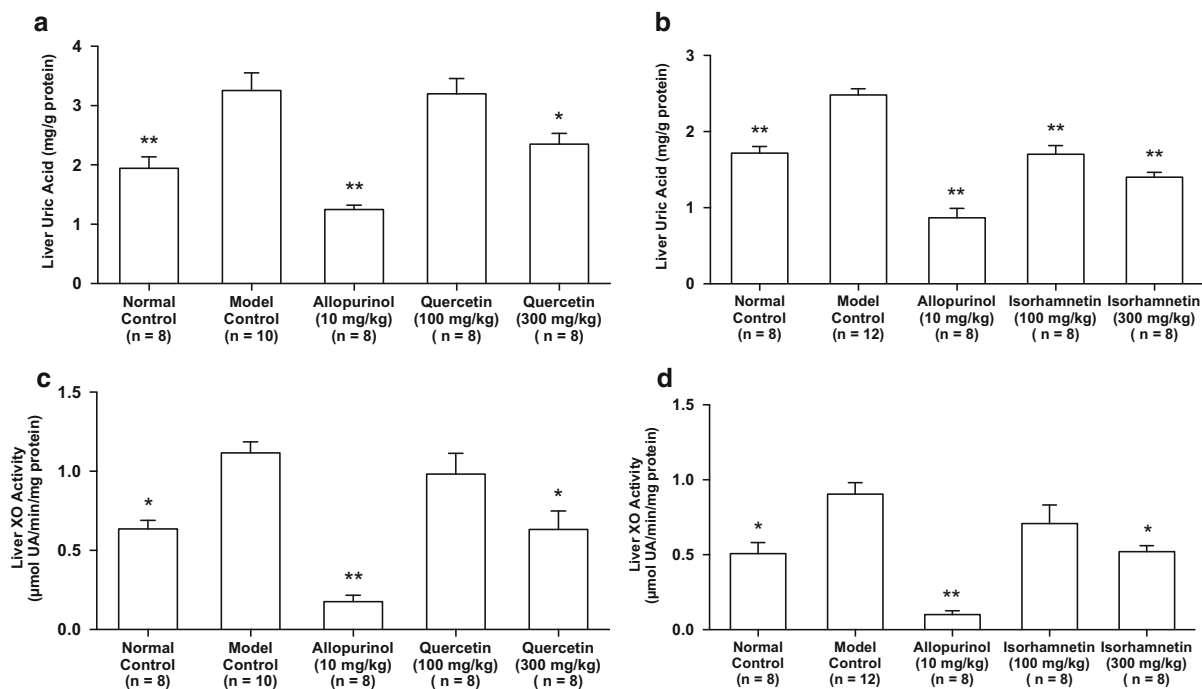 a
Liver Uric Acid (mg/g protein)
4
3
2
1
0
**
**
*
Normal Control (n = 8)
Model Control (n = 10)
Allopurinol (10 mg/kg) (n = 8)
Quercetin (100 mg/kg) ( n = 8)
Quercetin (300 mg/kg) ( n = 8)
b
Liver Uric Acid (mg/g protein)
3
2
1
0
**
**
**
**
Normal Control (n = 8)
Model Control (n = 12)
Allopurinol (10 mg/kg) (n = 8)
Isorhamnetin (100 mg/kg) ( n = 8)
Isorhamnetin (300 mg/kg) ( n = 8)
c
Liver XO Activity
(µmol UA/min/mg protein)
1.5
1.0
0.5
0.0
*
**
*
Normal Control (n = 8)
Model Control (n = 10)
Allopurinol (10 mg/kg) (n = 8)
Quercetin (100 mg/kg) ( n = 8)
Quercetin (300 mg/kg) ( n = 8)
d
Liver XO Activity
(µmol UA/min/mg protein)
1.5
1.0
0.5
0.0
*
**
*
Normal Control (n = 8)
Model Control (n = 12)
Allopurinol (10 mg/kg) (n = 8)
Isorhamnetin (100 mg/kg) ( n = 8)
Isorhamnetin (300 mg/kg) ( n = 8)